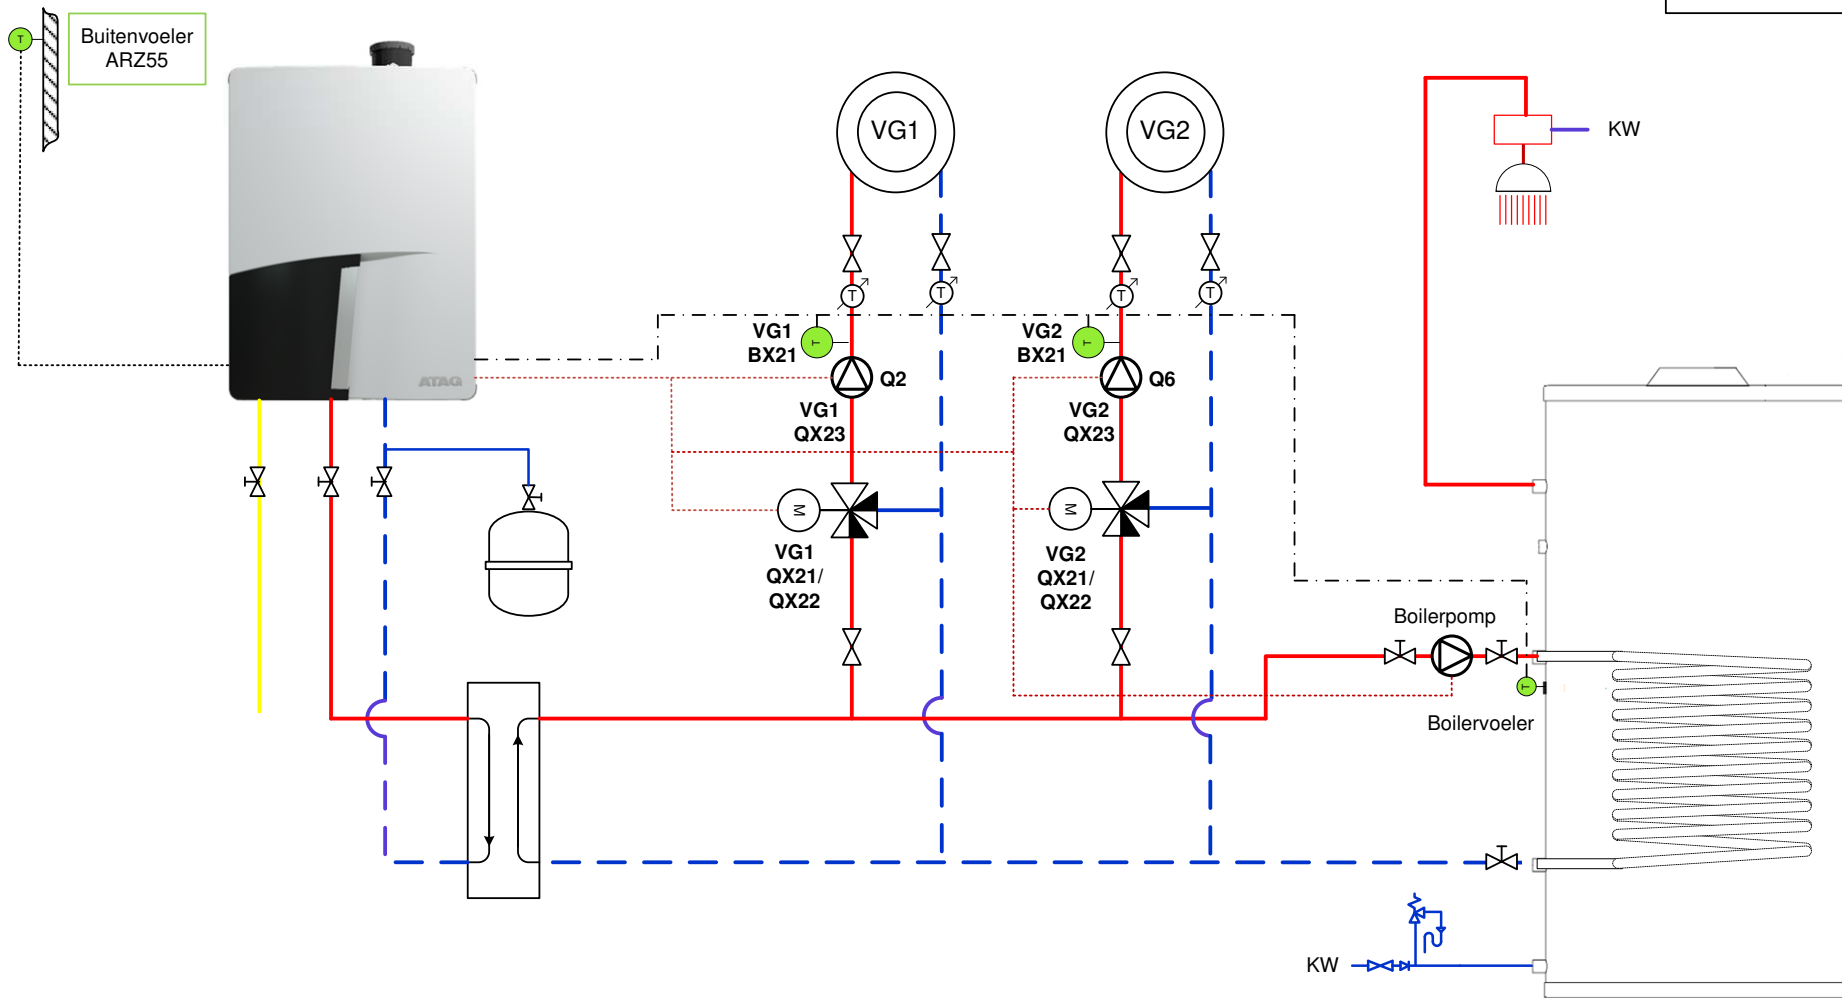 T
Buitenvoeler
ARZ55
ATAG
VG1
VG2
KW
T
T
T
T
VG1
BX21
T
VG2
BX21
T
Q2
Q6
VG1
QX23
VG2
QX23
M
M
VG1
QX21/
QX22
VG2
QX21/
QX22
Boilerpomp
T
Boilervoeler
KW